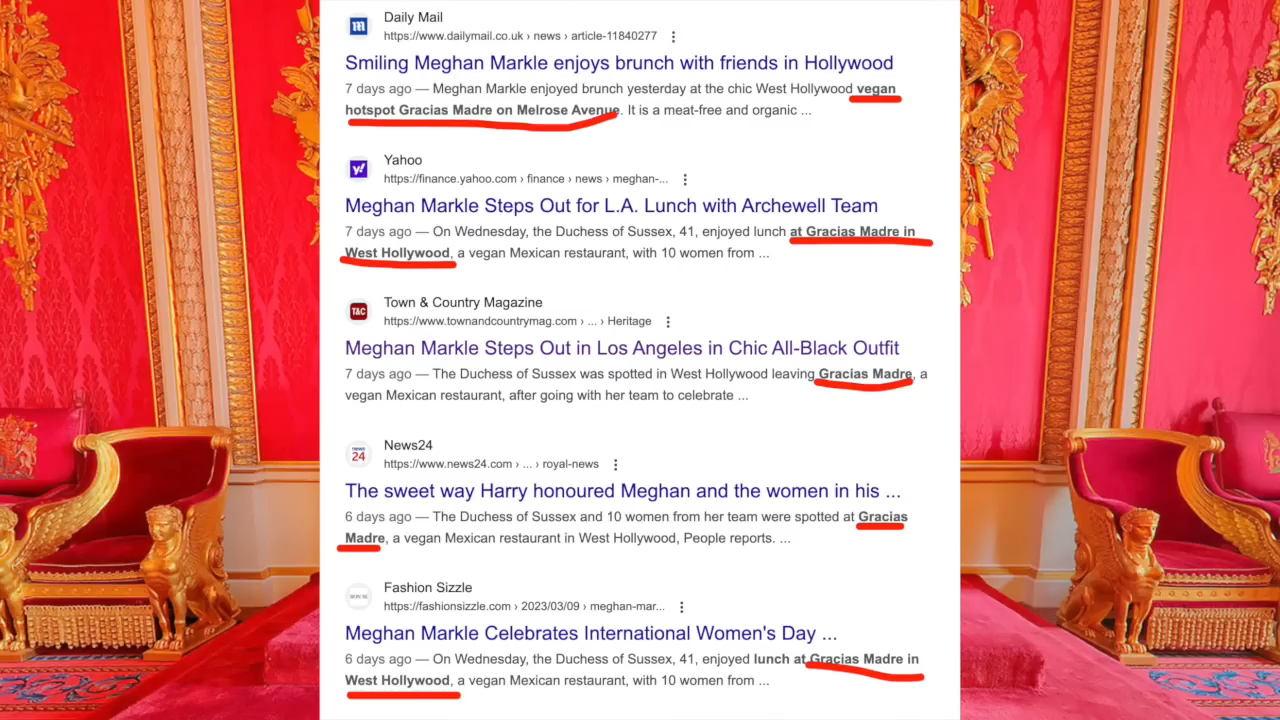 Daily Mail
https://www.dailymail.co.uk › news › article-11840277
Smiling Meghan Markle enjoys brunch with friends in Hollywood
7 days ago — Meghan Markle enjoyed brunch yesterday at the chic West Hollywood vegan
hotspot Gracias Madre on Melrose Avenue. It is a meat-free and organic ...
Yahoo
https://finance.yahoo.com › finance › news › meghan-...
Meghan Markle Steps Out for L.A. Lunch with Archewell Team
7 days ago — On Wednesday, the Duchess of Sussex, 41, enjoyed lunch at Gracias Madre in
West Hollywood, a vegan Mexican restaurant, with 10 women from ...
T&C
Town & Country Magazine
https://www.townandcountrymag.com › ... › Heritage
Meghan Markle Steps Out in Los Angeles in Chic All-Black Outfit
7 days ago — The Duchess of Sussex was spotted in West Hollywood leaving Gracias Madre, a
vegan Mexican restaurant, after going with her team to celebrate ...
news
24
News24
https://www.news24.com › ... › royal-news
The sweet way Harry honoured Meghan and the women in his ...
6 days ago — The Duchess of Sussex and 10 women from her team were spotted at Gracias
Madre, a vegan Mexican restaurant in West Hollywood, People reports. ...
Fashion Sizzle
https://fashionsizzle.com › 2023/03/09 › meghan-mar...
Meghan Markle Celebrates International Women's Day ...
6 days ago — On Wednesday, the Duchess of Sussex, 41, enjoyed lunch at Gracias Madre in
West Hollywood, a vegan Mexican restaurant, with 10 women from ...